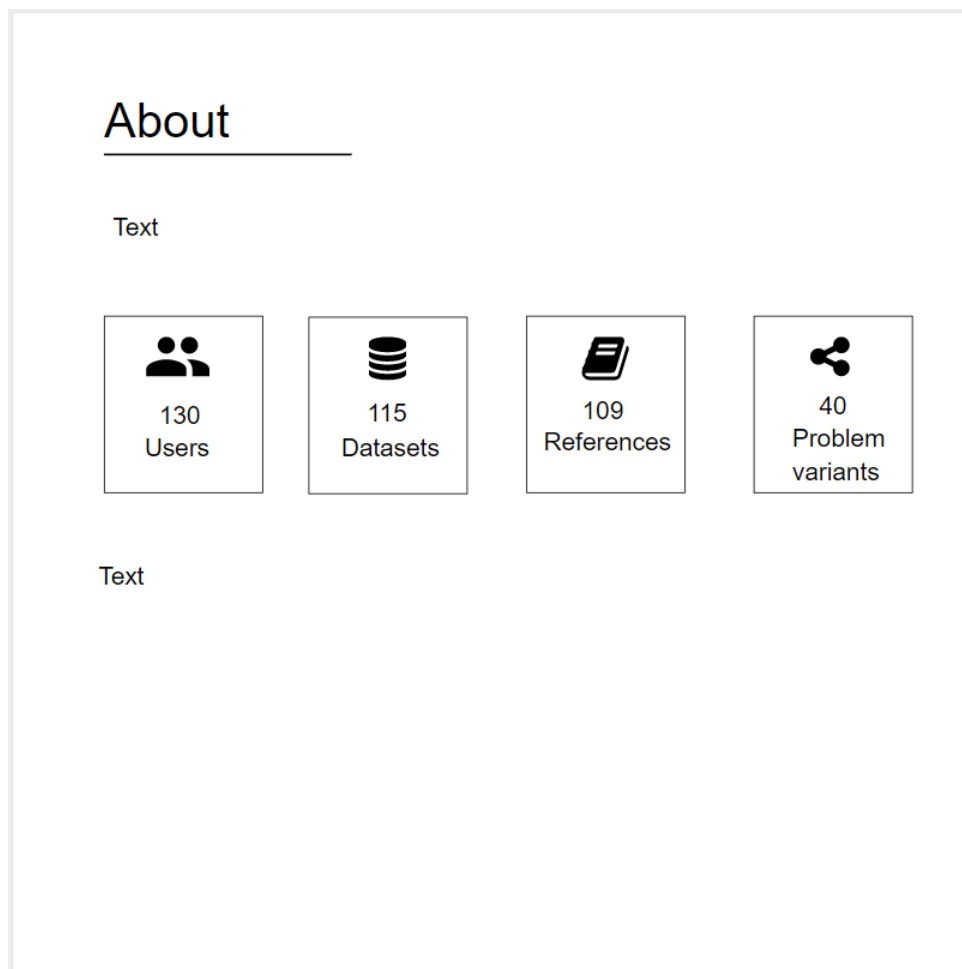 About
Text
130
Users
115
Datasets
109
References
40
Problem
variants
Text